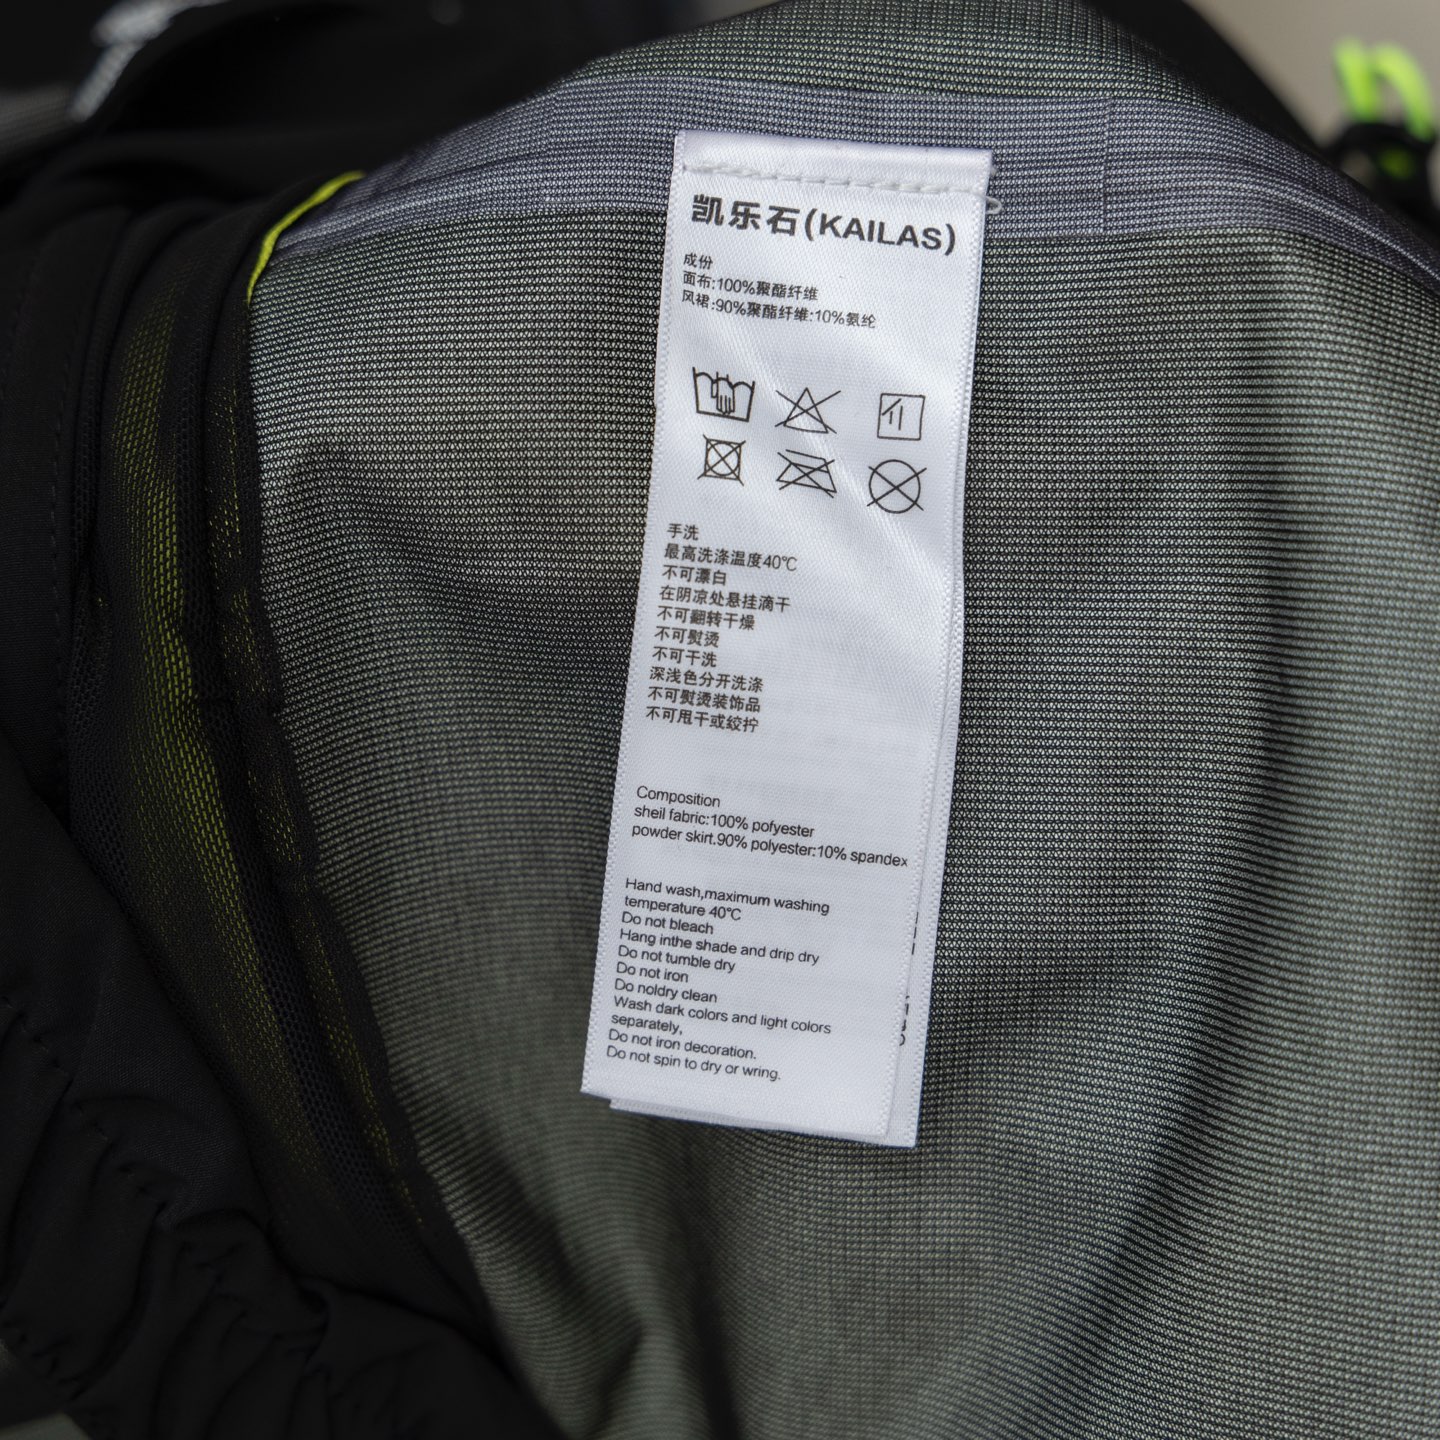 凯乐石(KAILAS)
成份
面布:100%聚酯纤维
风裙:90%聚酯纤维:10%氨纶
手洗
最高洗涤温度40℃
不可漂白
在阴凉处悬挂滴干
不可翻转干燥
不可熨烫
不可干洗
深浅色分开洗涤
不可熨烫装饰品
不可甩干或绞拧
Composition
sheil fabric:100% polyester
powder skirt.90% polyester:10% spandex
Hand wash,maximum washing
temperature 40℃
Do not bleach
Hang inthe shade and drip dry
Do not tumble dry
Do not iron
Do noldry clean
Wash dark colors and light colors
separately,
Do not iron decoration.
Do not spin to dry or wring.